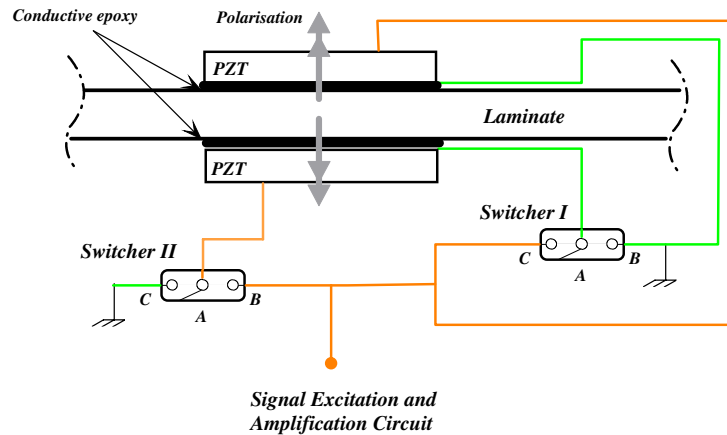 Conductive epoxy
Polarisation
PZT
Laminate
PZT
Switcher I
C
B
A
Switcher II
C
B
A
Signal Excitation and
Amplification Circuit